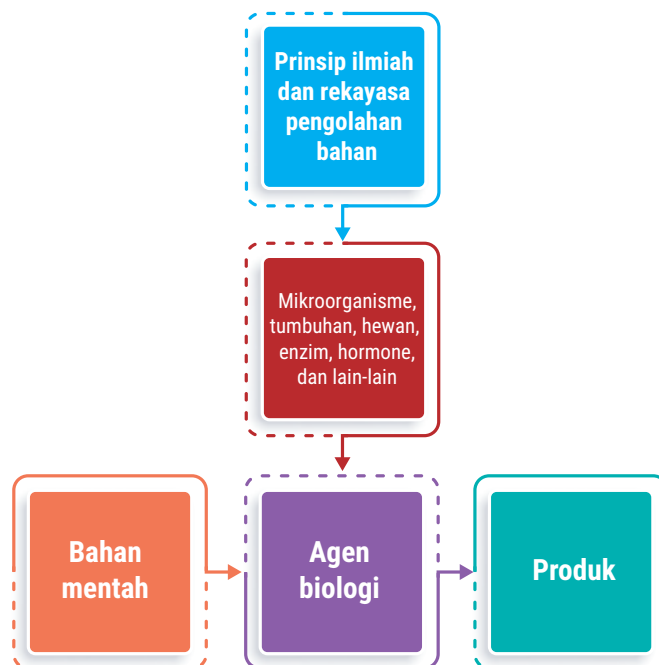 Prinsip ilmiah
dan rekayasa
pengolahan
bahan
Mikroorganisme,
tumbuhan, hewan,
enzim, hormone,
dan lain-lain
Bahan
mentah
Agen
biologi
Produk